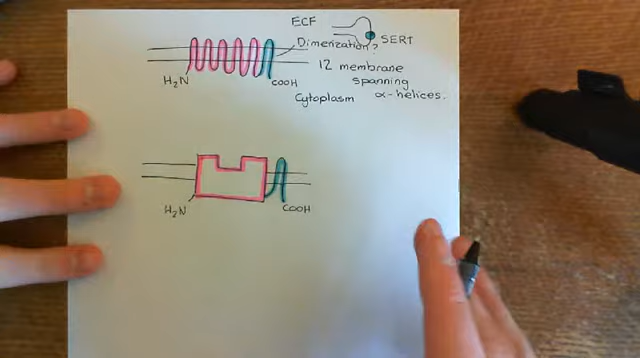 ECF
SERT
Dimerization?
12 membrane
spanning
α-helices.
H₂N
COOH
Cytoplasm
H₂N
COOH